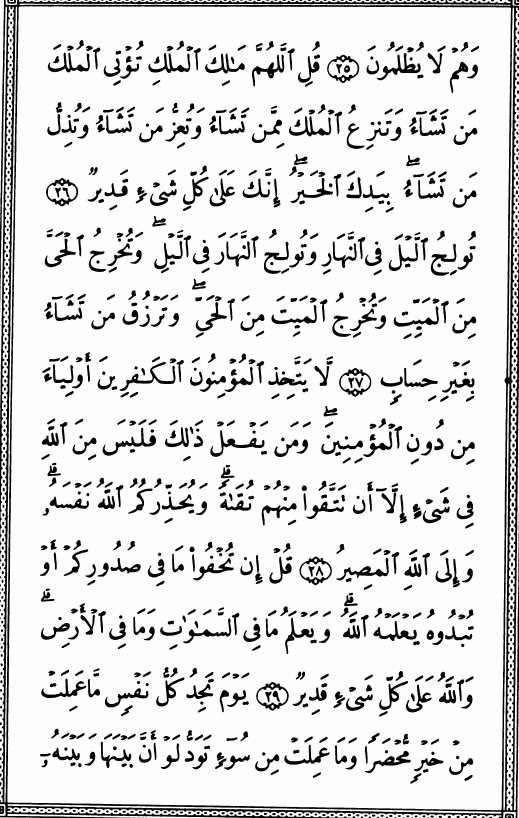 وَهُمْ لَا يُظْلَمُونَ ﴿٢٥﴾ قُلِ ٱللَّهُمَّ مَـٰلِكَ ٱلْمُلْكِ تُؤْتِى ٱلْمُلْكَ
مَن تَشَآءُ وَتَنزِعُ ٱلْمُلْكَ مِمَّن تَشَآءُ وَتُعِزُّ مَن تَشَآءُ وَتُذِلُّ
مَن تَشَآءُ ۖ بِيَدِكَ ٱلْخَيْرُ ۖ إِنَّكَ عَلَىٰ كُلِّ شَىْءٍ قَدِيرٌ ﴿٢٦﴾
تُولِجُ ٱلَّيْلَ فِى ٱلنَّهَارِ وَتُولِجُ ٱلنَّهَارَ فِى ٱلَّيْلِ ۖ وَتُخْرِجُ ٱلْحَىَّ
مِنَ ٱلْمَيِّتِ وَتُخْرِجُ ٱلْمَيِّتَ مِنَ ٱلْحَىِّ ۖ وَتَرْزُقُ مَن تَشَآءُ
بِغَيْرِ حِسَابٍ ﴿٢٧﴾ لَّا يَتَّخِذِ ٱلْمُؤْمِنُونَ ٱلْكَـٰفِرِينَ أَوْلِيَآءَ
مِن دُونِ ٱلْمُؤْمِنِينَ ۖ وَمَن يَفْعَلْ ذَٰلِكَ فَلَيْسَ مِنَ ٱللَّهِ
فِى شَىْءٍ إِلَّآ أَن تَتَّقُوا۟ مِنْهُمْ تُقَىٰةً ۗ وَيُحَذِّرُكُمُ ٱللَّهُ نَفْسَهُۥ ۗ
وَإِلَى ٱللَّهِ ٱلْمَصِيرُ ﴿٢٨﴾ قُلْ إِن تُخْفُوا۟ مَا فِى صُدُورِكُمْ أَوْ
تُبْدُوهُ يَعْلَمْهُ ٱللَّهُ ۗ وَيَعْلَمُ مَا فِى ٱلسَّمَـٰوَٰتِ وَمَا فِى ٱلْأَرْضِ ۗ
وَٱللَّهُ عَلَىٰ كُلِّ شَىْءٍ قَدِيرٌ ﴿٢٩﴾ يَوْمَ تَجِدُ كُلُّ نَفْسٍ مَّا عَمِلَتْ
مِنْ خَيْرٍ مُّحْضَرًا وَمَا عَمِلَتْ مِن سُوٓءٍ تَوَدُّ لَوْ أَنَّ بَيْنَهَا وَبَيْنَهُۥٓ